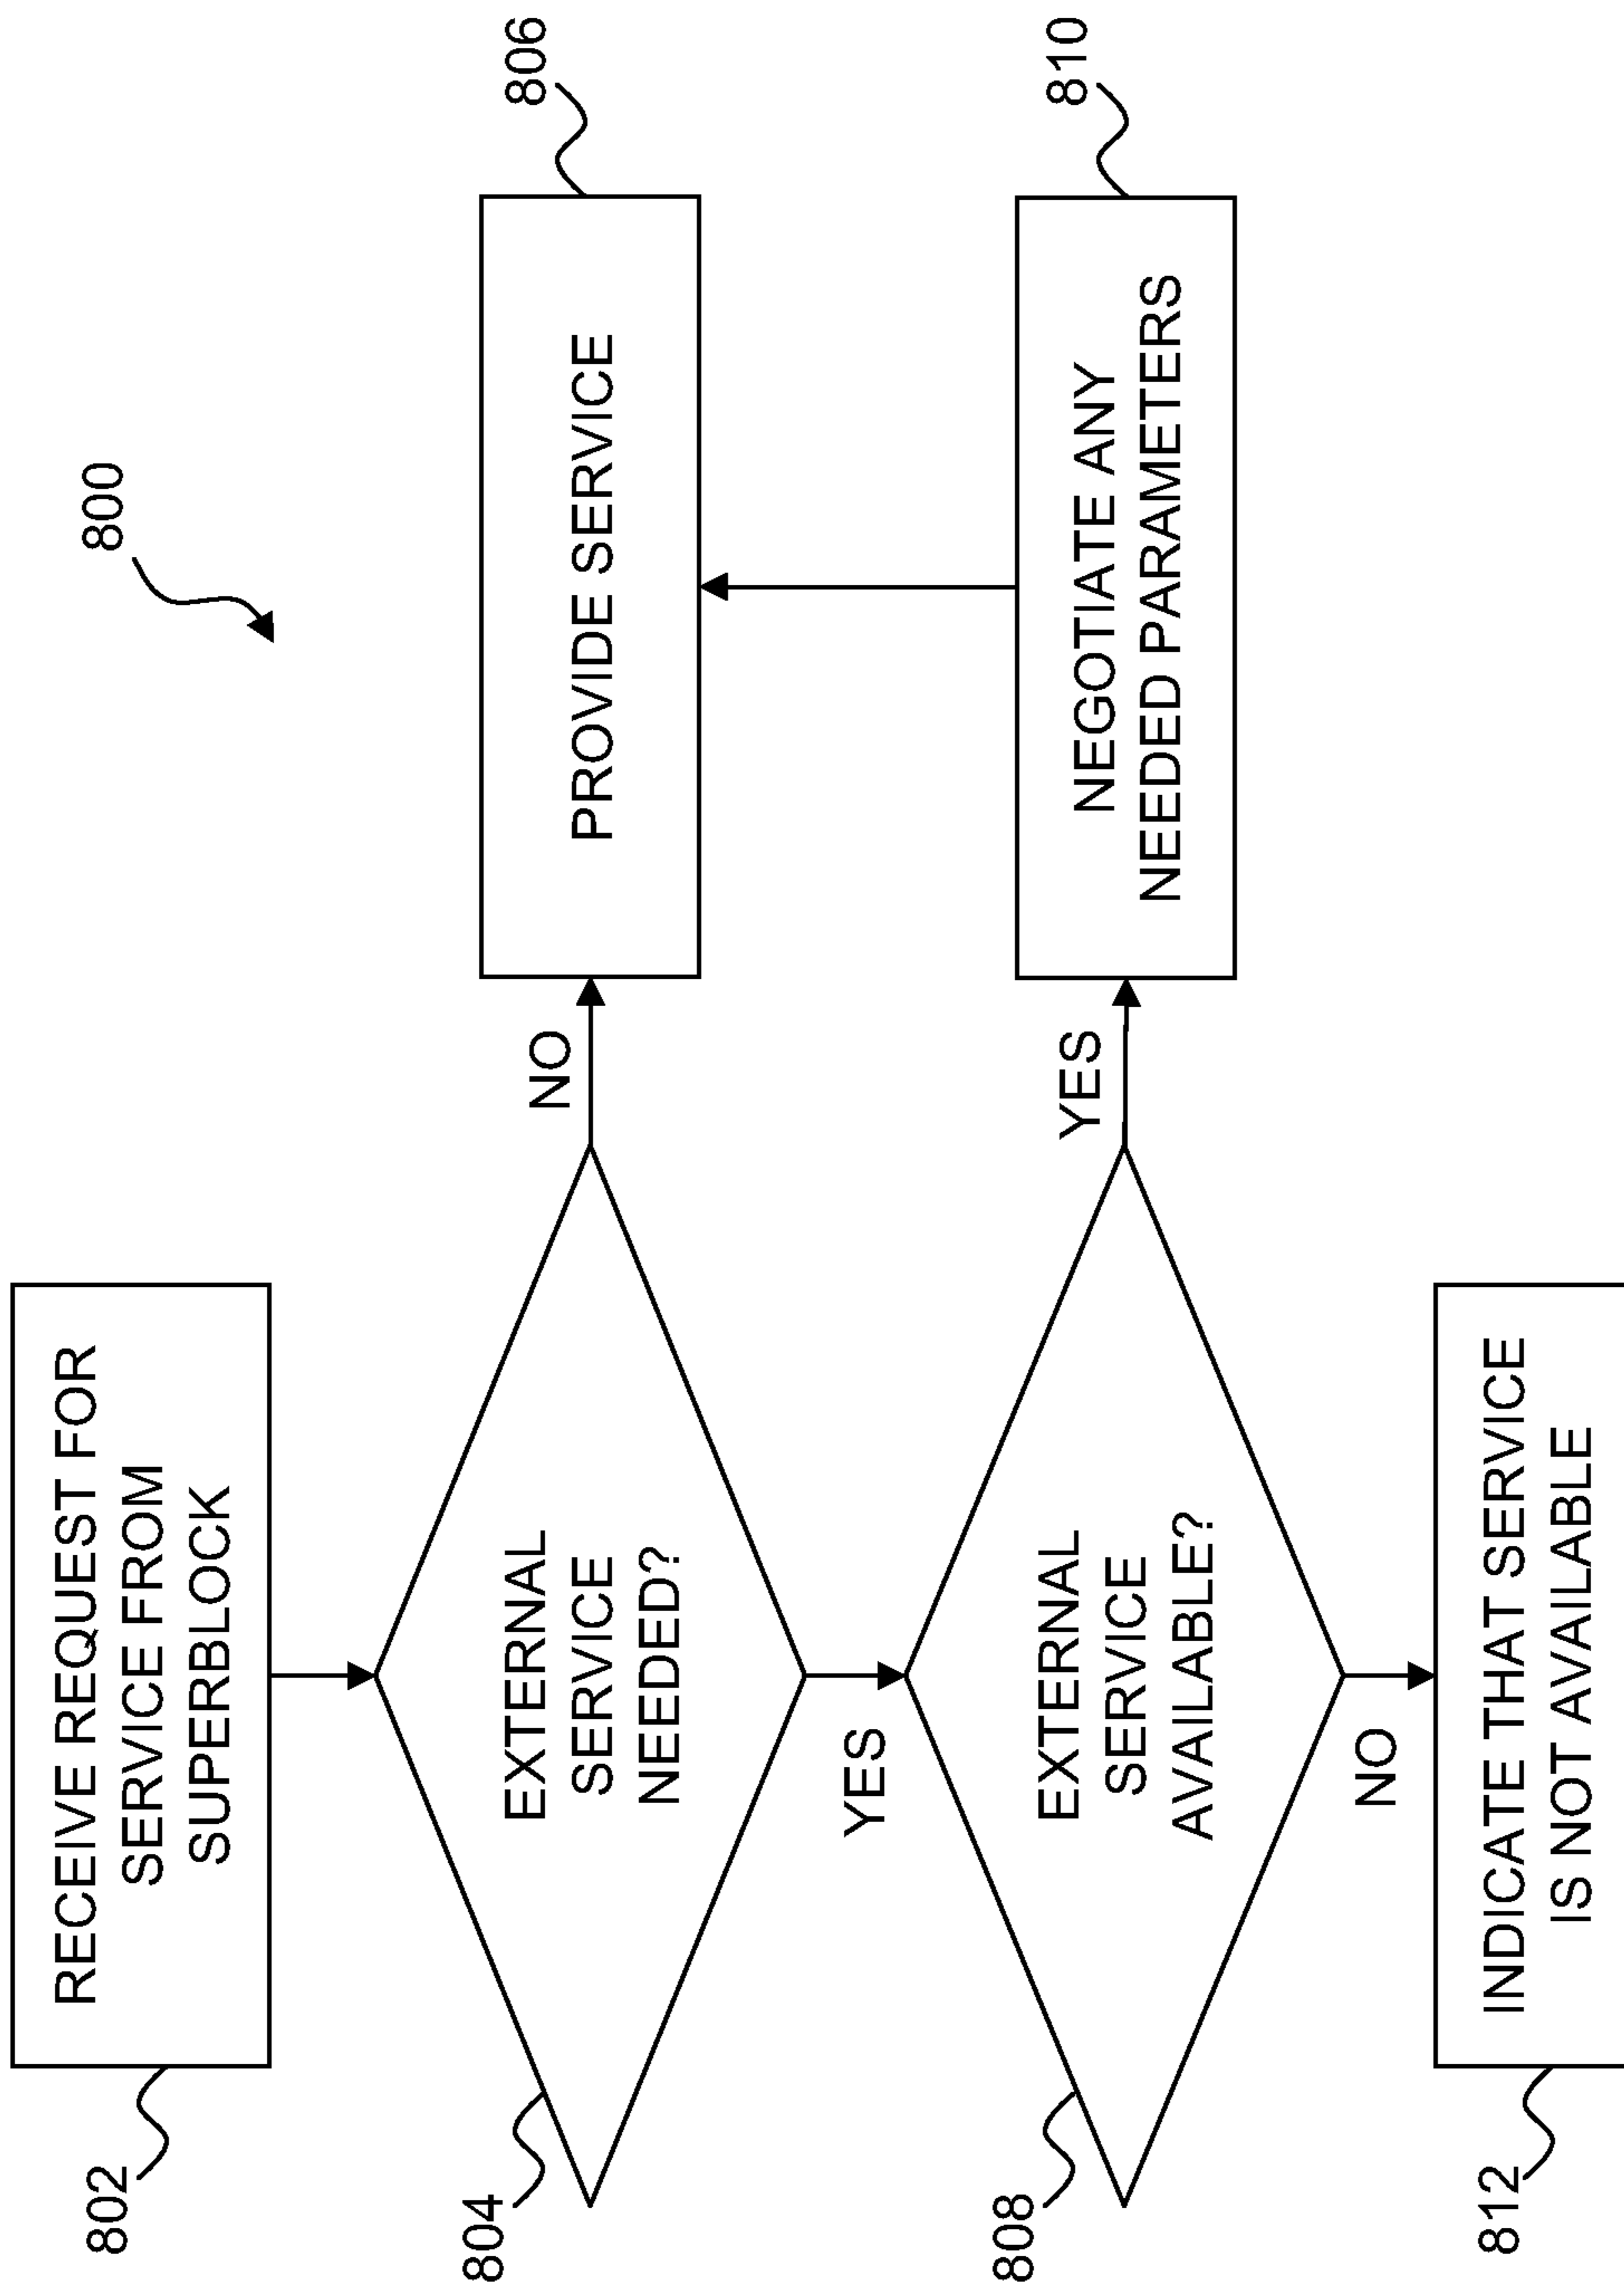 800
802
RECEIVE REQUEST FOR
SERVICE FROM
SUPERBLOCK
804
EXTERNAL
SERVICE
NEEDED?
NO
PROVIDE SERVICE
806
YES
808
EXTERNAL
SERVICE
AVAILABLE?
YES
NEGOTIATE ANY
NEEDED PARAMETERS
810
NO
812
INDICATE THAT SERVICE
IS NOT AVAILABLE